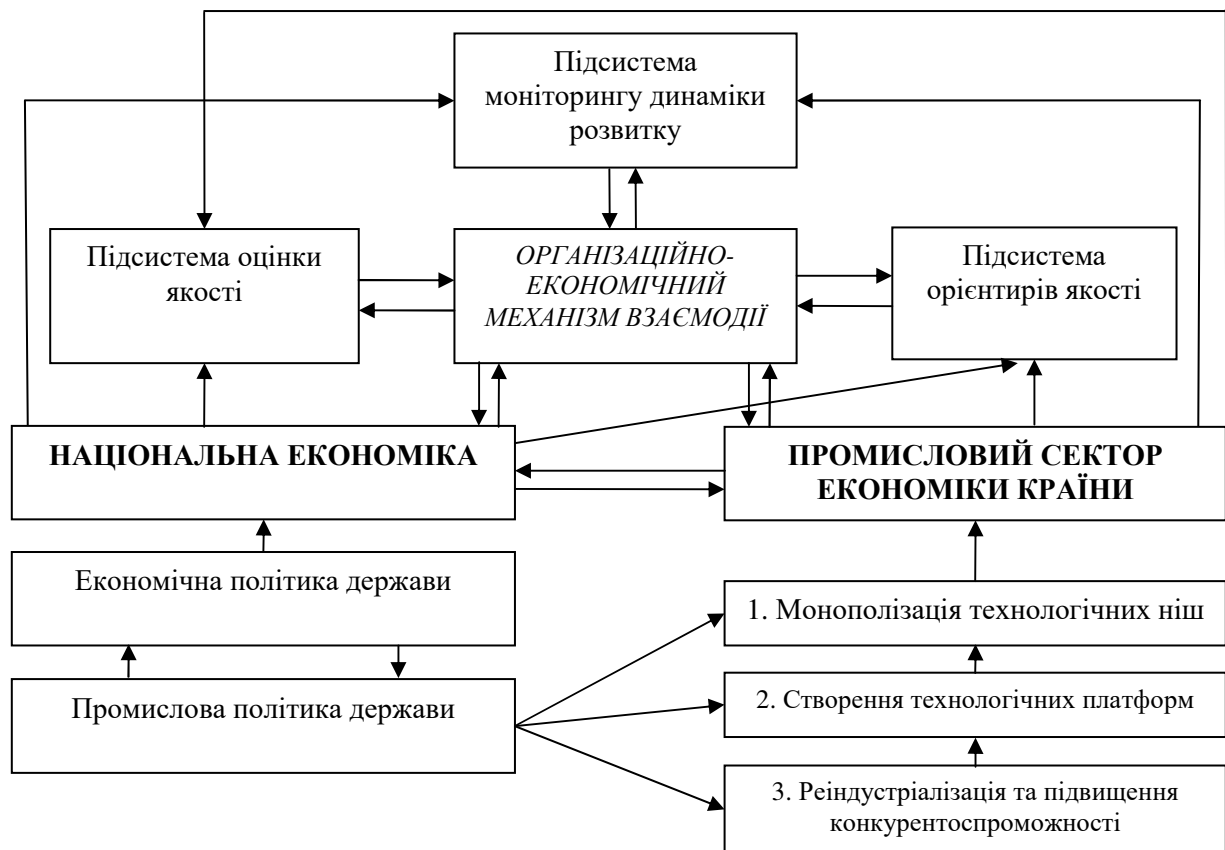 Підсистема
моніторингу динаміки
розвитку
Підсистема оцінки
якості
ОРГАНІЗАЦІЙНО-
ЕКОНОМІЧНИЙ
МЕХАНІЗМ ВЗАЄМОДІЇ
Підсистема
орієнтирів якості
НАЦІОНАЛЬНА ЕКОНОМІКА
ПРОМИСЛОВИЙ СЕКТОР
ЕКОНОМІКИ КРАЇНИ
Економічна політика держави
Промислова політика держави
1. Монополізація технологічних ніш
2. Створення технологічних платформ
3. Реіндустріалізація та підвищення
конкурентоспроможності